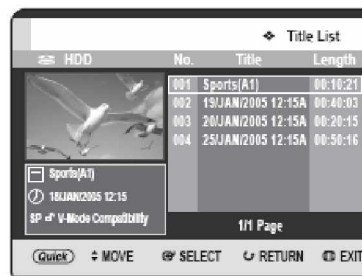 Title List
HDD
No. Title Length
001 Sports(A1) 00:10:21
002 19/JAN/2005 12:15A 00:40:03
003 20/JAN/2005 12:15A 00:20:15
004 25/JAN/2005 12:15A 00:50:16
Sports(A1)
18/JAN/2005 12:15
SP V-Mode Compatibility
1/1 Page
Quick MOVE SELECT RETURN EXIT